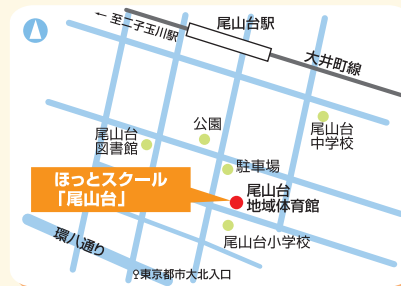 尾山台駅
←至二子玉川駅
大井町線
公園
尾山台
図書館
尾山台
中学校
駐車場
ほっとスクール
「尾山台」
尾山台
地域体育館
尾山台小学校
環八通り
東京都市大北入口